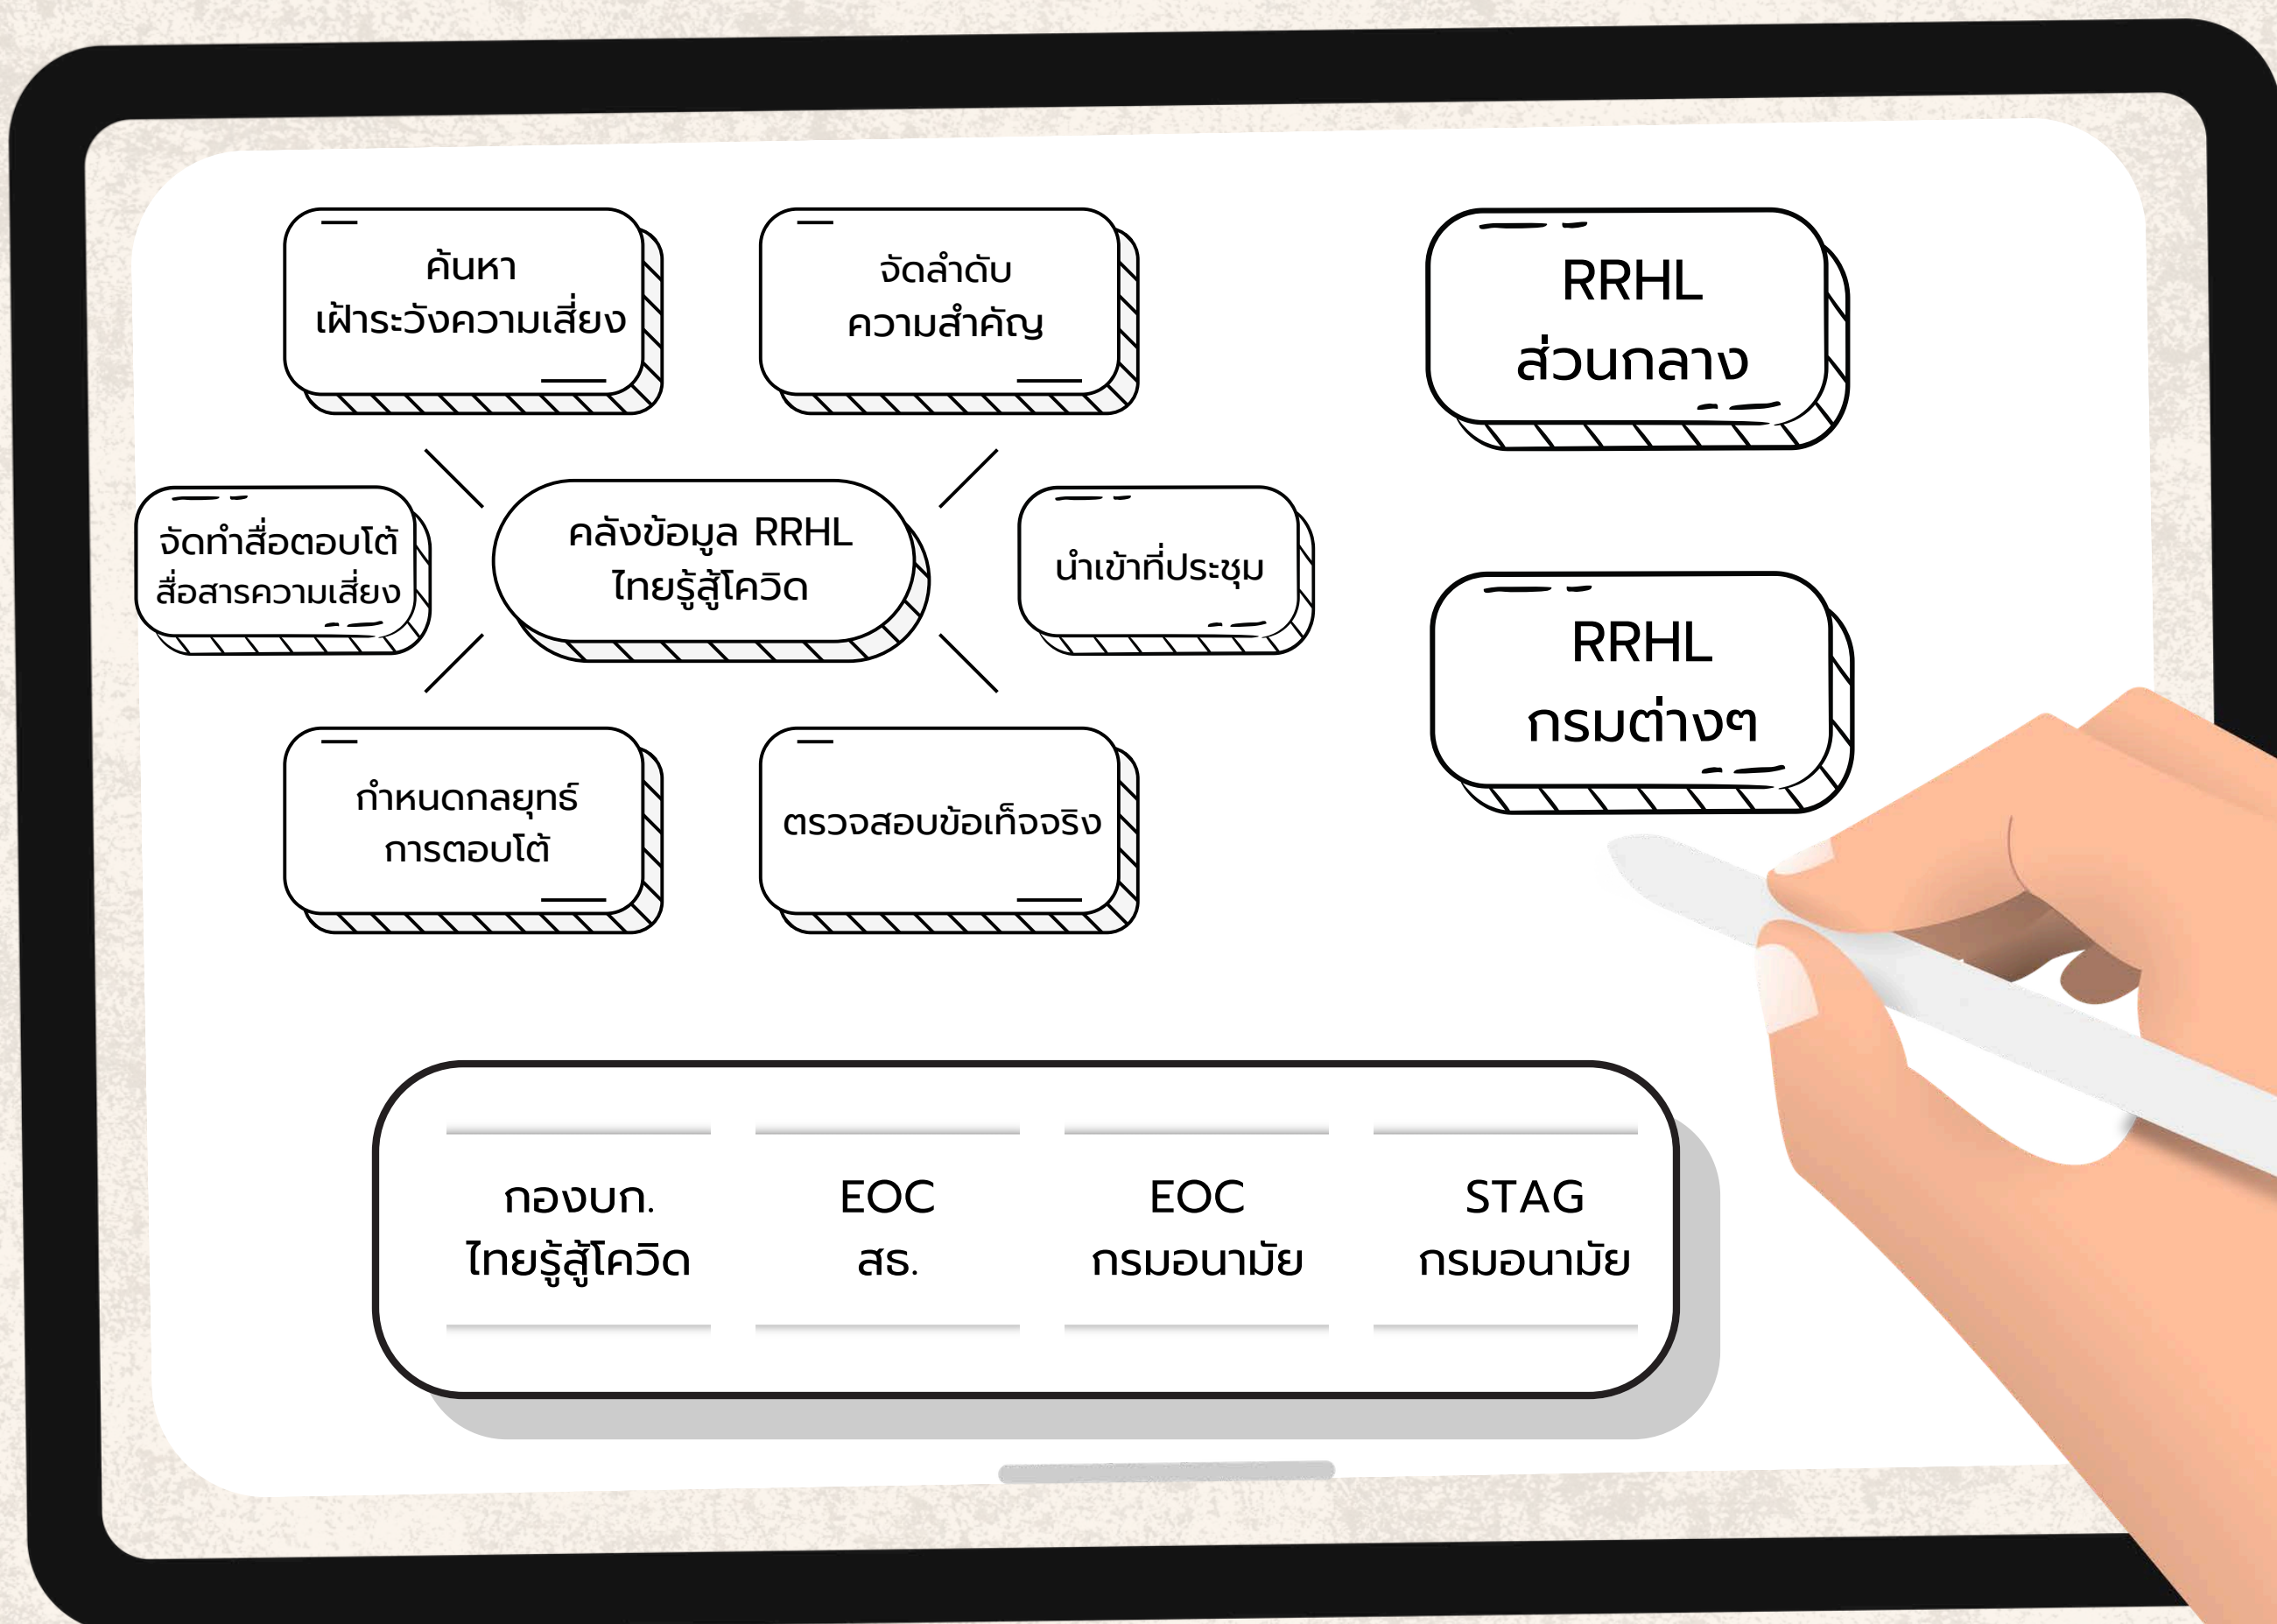 ค้นหา
เฝ้าระวังความเสี่ยง
จัดลำดับ
ความสำคัญ
RRHL
ส่วนกลาง
จัดทำสื่อตอบโต้
สื่อสารความเสี่ยง
คลังข้อมูล RRHL
ไทยรู้สู้โควิด
นำเข้าที่ประชุม
RRHL
กรมต่างๆ
กำหนดกลยุทธ์
การตอบโต้
ตรวจสอบข้อเท็จจริง
กองบก.
ไทยรู้สู้โควิด
EOC
สธ.
EOC
กรมอนามัย
STAG
กรมอนามัย